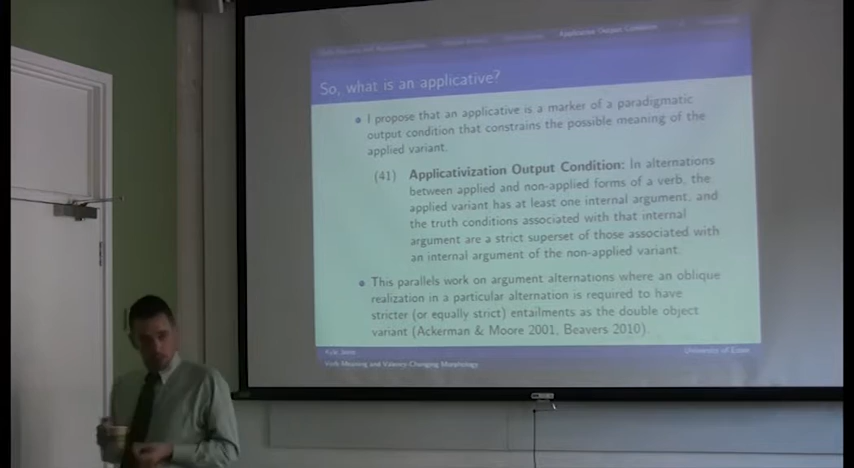 Applicativization Output Condition
So, what is an applicative?
I propose that an applicative is a marker of a paradigmatic
output condition that constrains the possible meaning of the
applied variant.
(41) Applicativization Output Condition: In alternations
between applied and non-applied forms of a verb, the
applied variant has at least one internal argument, and
the truth conditions associated with that internal
argument are a strict superset of those associated with
an internal argument of the non-applied variant.
This parallels work on argument alternations where an oblique
realization in a particular alternation is required to have
stricter (or equally strict) entailments as the double object
variant (Ackerman & Moore 2001, Beavers 2010).
University of Essex
Verb Meaning and Valency-Changing Morphology